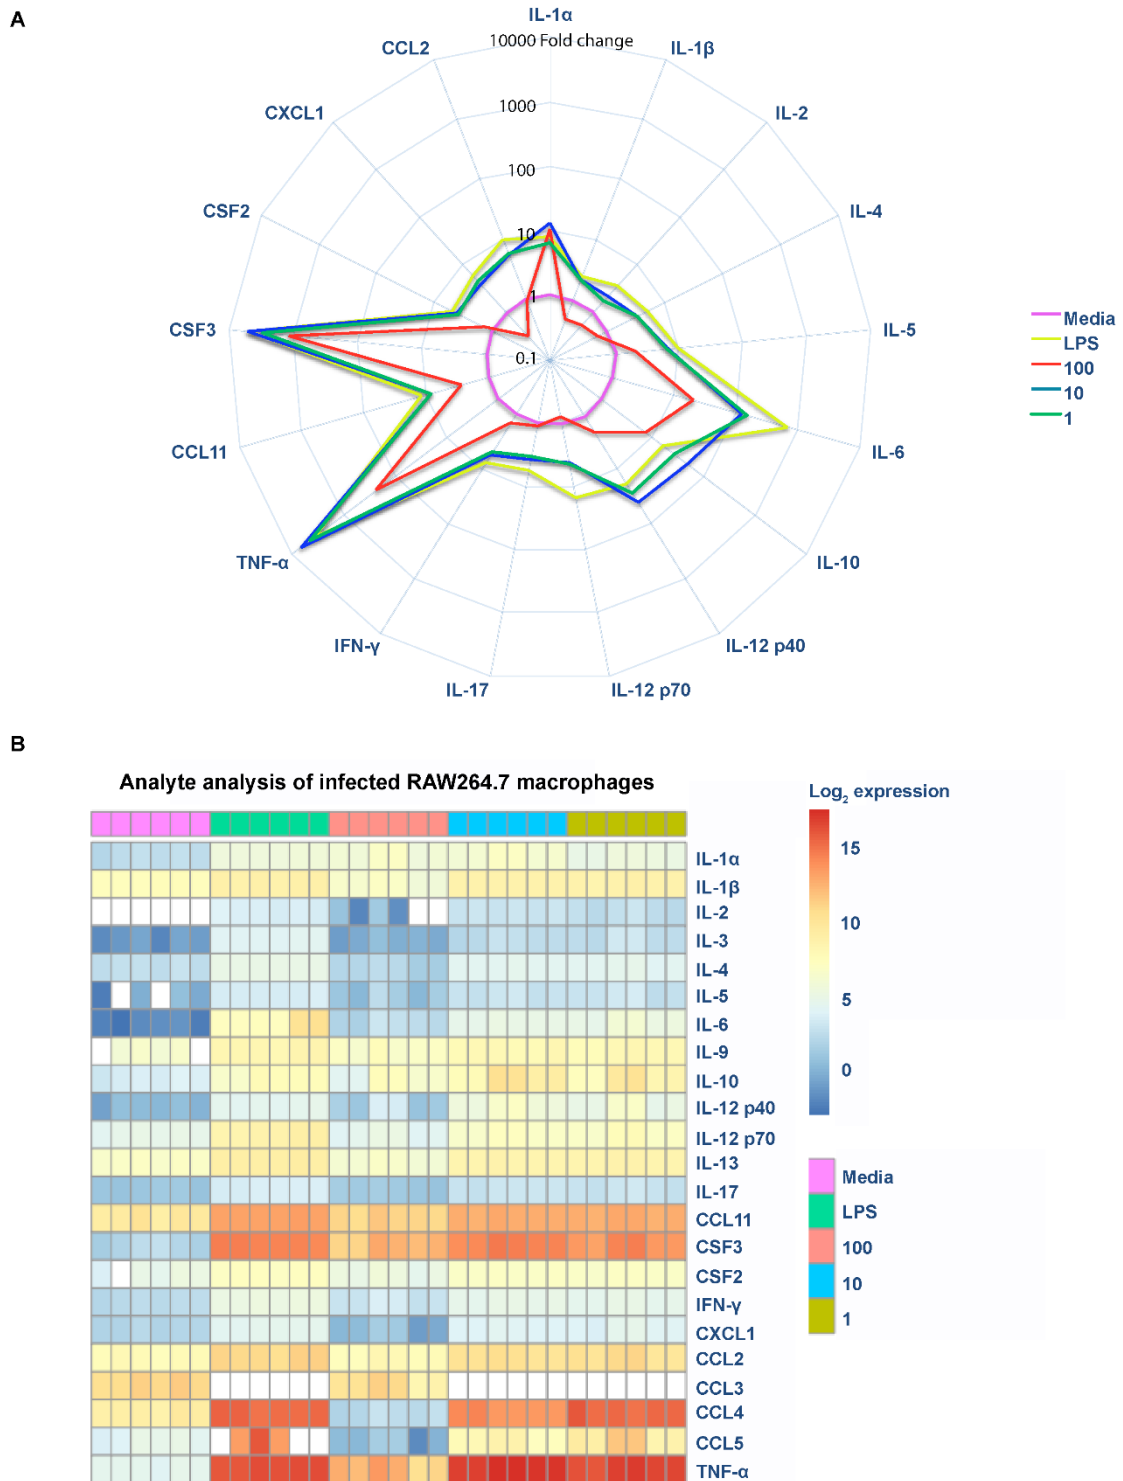 A
IL-1α
10000 Fold change
CCL2
IL-1β
1000
CXCL1
IL-2
100
CSF2
IL-4
10
1
CSF3
IL-5
0.1
Media
LPS
100
10
1
CCL11
IL-6
TNF-α
IL-10
IFN-γ
IL-12 p40
IL-17
IL-12 p70
B
Analyte analysis of infected RAW264.7 macrophages
Log₂ expression
15
10
5
0
IL-1α
IL-1β
IL-2
IL-3
IL-4
IL-5
IL-6
IL-9
IL-10
IL-12 p40
IL-12 p70
IL-13
IL-17
CCL11
CSF3
CSF2
IFN-γ
CXCL1
CCL2
CCL3
CCL4
CCL5
TNF-α
Media
LPS
100
10
1